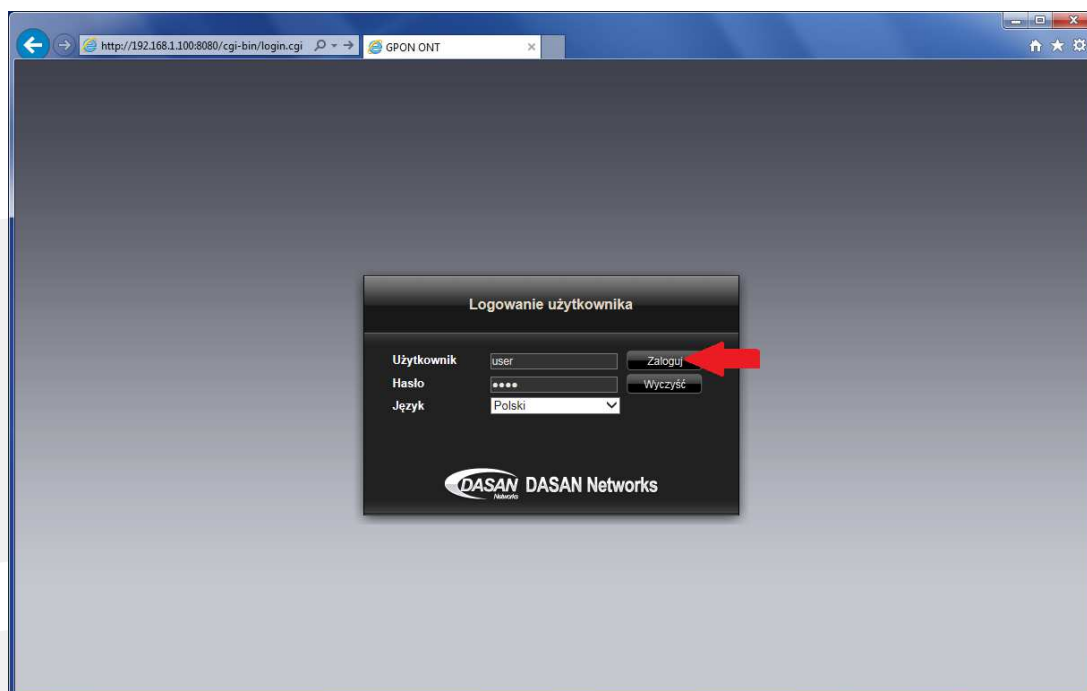 http://192.168.1.100:8080/cgi-bin/login.cgi
GPON ONT
Logowanie użytkownika
Użytkownik user Zaloguj
Hasło •••• Wyczyść
Język Polski
DASAN Networks DASAN Networks